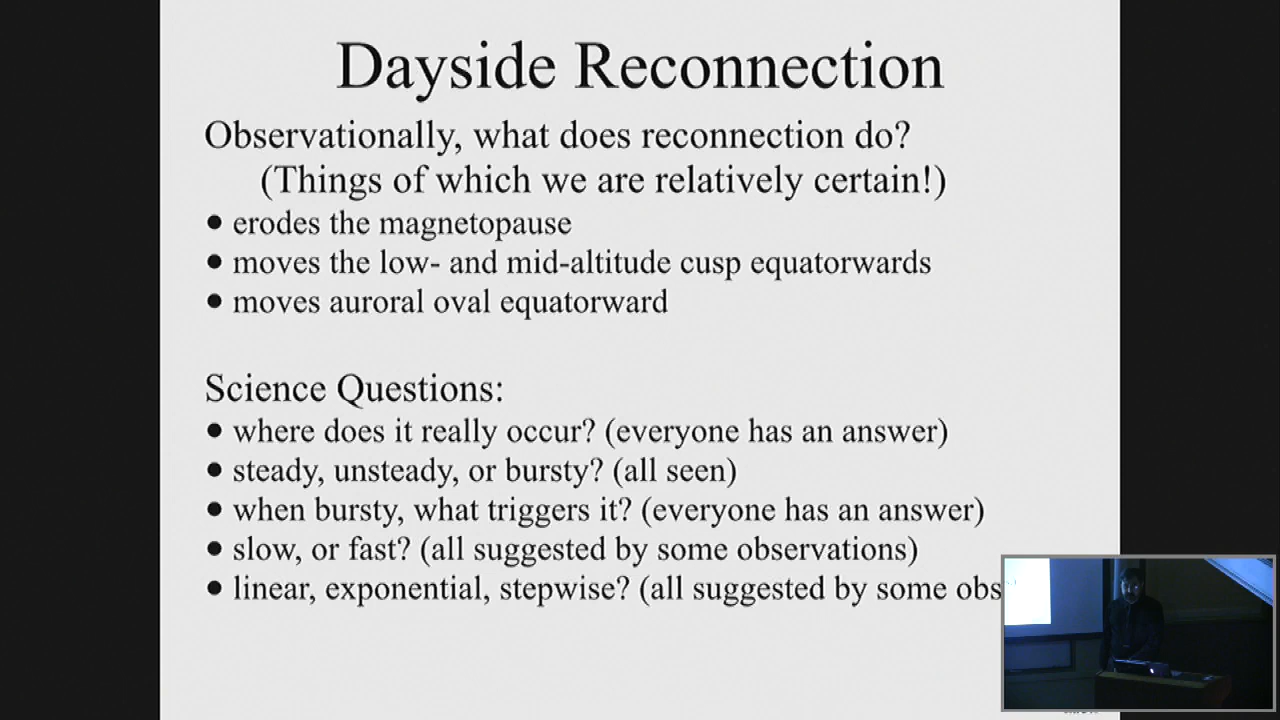 Dayside Reconnection
Observationally, what does reconnection do?
(Things of which we are relatively certain!)
• erodes the magnetopause
• moves the low- and mid-altitude cusp equatorwards
• moves auroral oval equatorward
Science Questions:
• where does it really occur? (everyone has an answer)
• steady, unsteady, or bursty? (all seen)
• when bursty, what triggers it? (everyone has an answer)
• slow, or fast? (all suggested by some observations)
• linear, exponential, stepwise? (all suggested by some obs